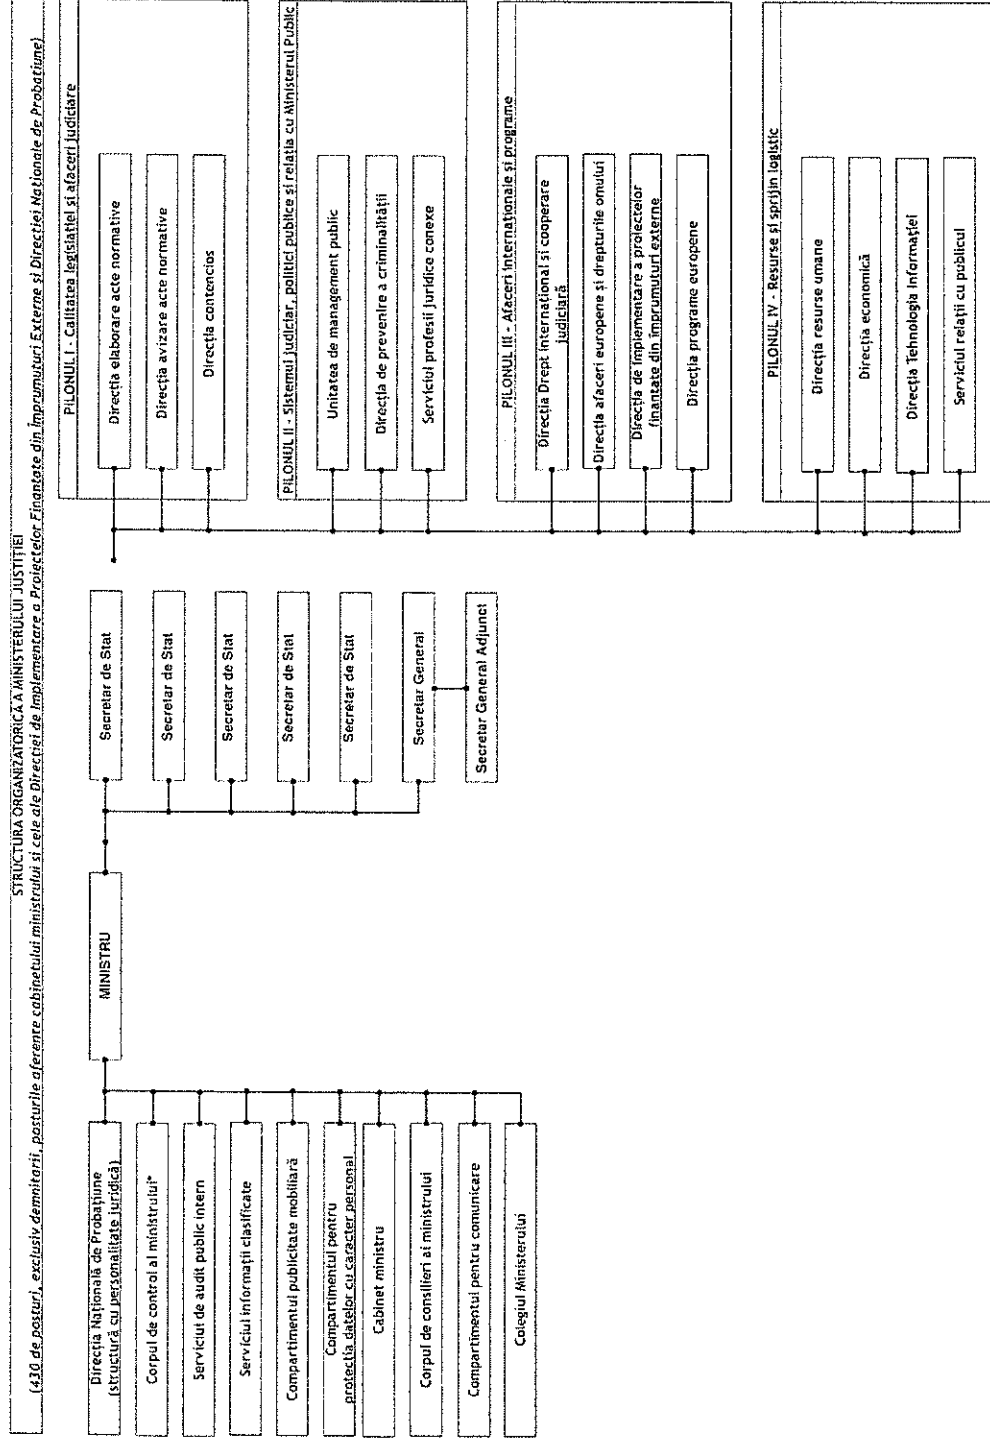 STRUCTURA ORGANIZATORICĂ A MINISTERULUI JUSTIȚIEI
(430 de posturi, exclusiv demnitarii, posturile aferente cabinetului ministrului și cele ale Direcției de Implementare a Proiectelor Finanțate din Împrumuturi Externe și Direcției Naționale de Probațiune)
Direcția Națională de Probațiune
(structură cu personalitate juridică)
Corpul de control al ministrului*
Serviciul de audit public intern
Serviciul informații clasificate
Compartimentul publicitate mobiliară
Compartimentul pentru
protecția datelor cu caracter personal
Cabinet ministru
Corpul de consilieri ai ministrului
Compartimentul pentru comunicare
Colegiul Ministerului
MINISTRU
Secretar de Stat
Secretar de Stat
Secretar de Stat
Secretar de Stat
Secretar de Stat
Secretar General
Secretar General Adjunct
PILONUL I - Calitatea legislației și afaceri judiciare
Direcția elaborare acte normative
Direcția avizare acte normative
Direcția contencios
PILONUL II - Sistemul judiciar, politici publice și relația cu Ministerul Public
Unitatea de management public
Direcția de prevenire a criminalității
Serviciul profesii juridice conexe
PILONUL III - Afaceri internaționale și programe
Direcția Drept internațional și cooperare
judiciară
Direcția afaceri europene și drepturile omului
Direcția de implementare a proiectelor
finanțate din împrumuturi externe
Direcția programe europene
PILONUL IV - Resurse și sprijin logistic
Direcția resurse umane
Direcția economică
Direcția Tehnologia Informației
Serviciul relații cu publicul